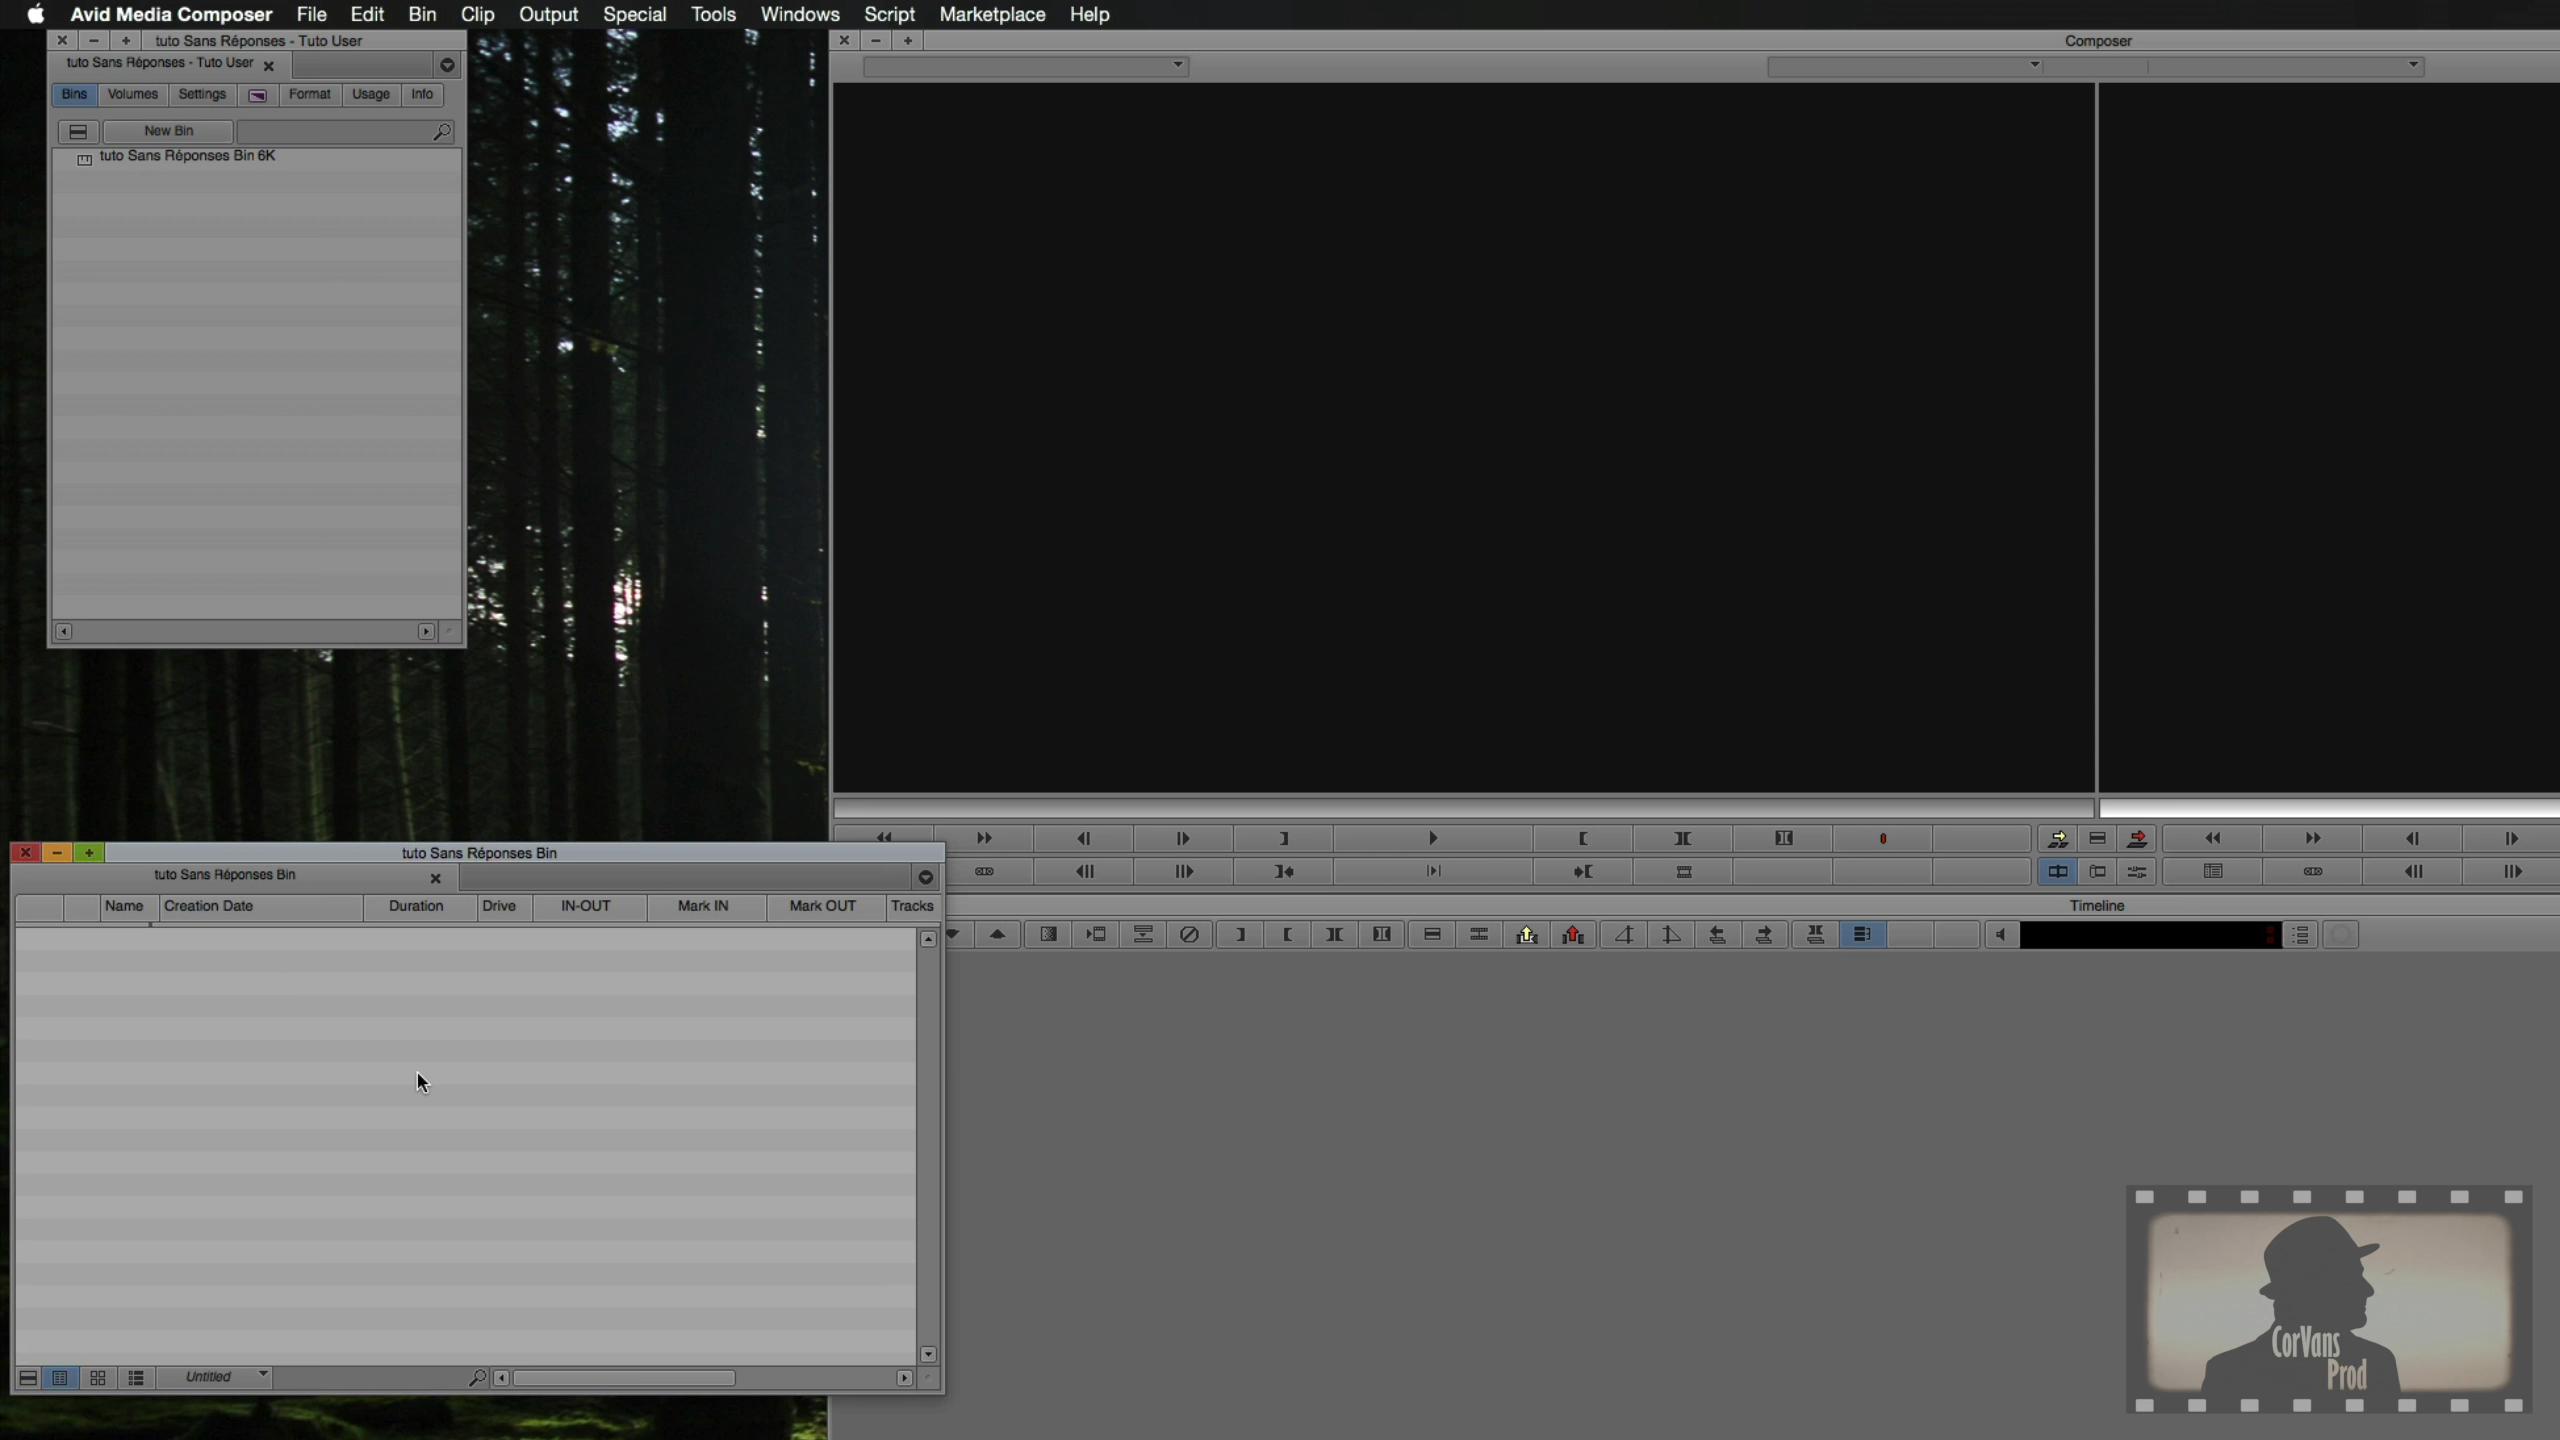 Avid Media Composer File Edit Bin Clip Output Special Tools Windows Script Marketplace Help
tuto Sans Réponses - Tuto User
tuto Sans Réponses - Tuto User
Bins Volumes Settings Format Usage Info
New Bin
tuto Sans Réponses Bin 6K
Composer
tuto Sans Réponses Bin
tuto Sans Réponses Bin
Name Creation Date Duration Drive IN-OUT Mark IN Mark OUT Tracks
Untitled
Timeline
CorVans
Prod